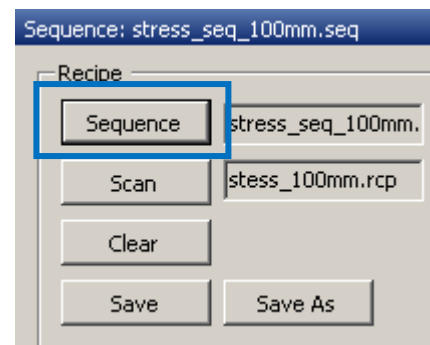 Sequence: stress_seq_100mm.seq
Recipe
Sequence stress_seq_100mm.
Scan stess_100mm.rcp
Clear
Save Save As